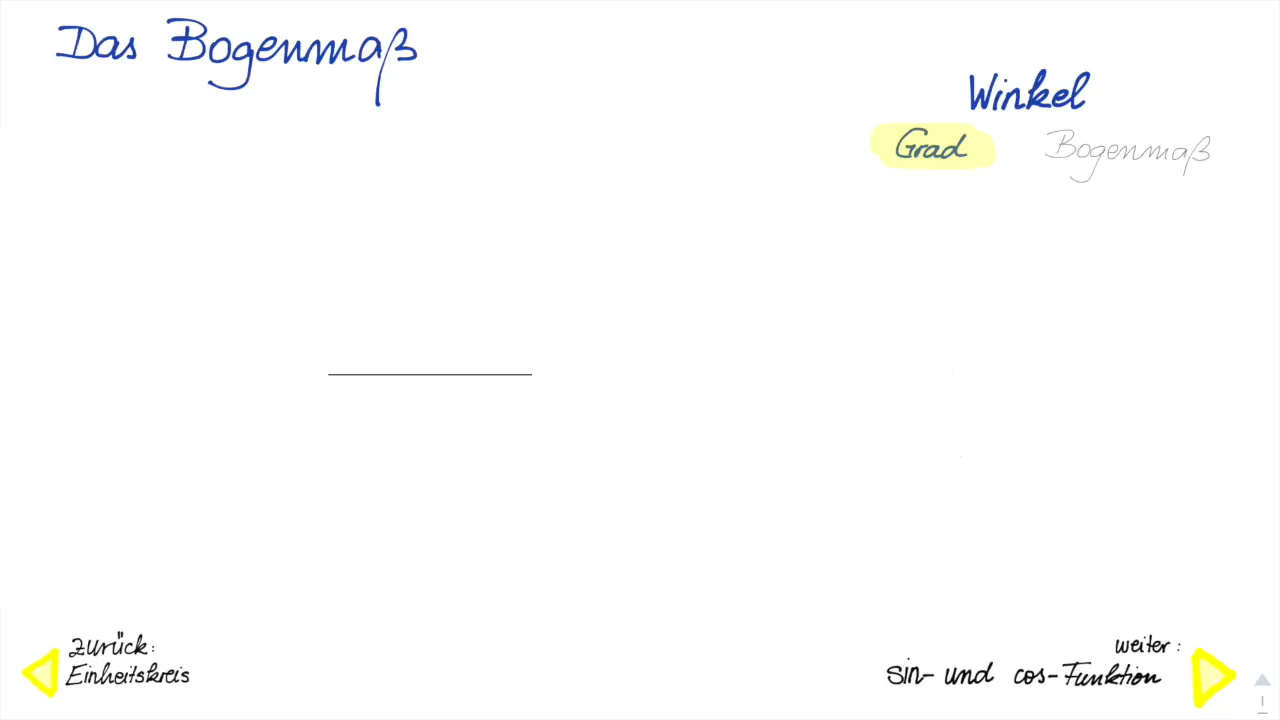 Das Bogenmaß
Winkel
Grad Bogenmaß
zurück:
Einheitskreis
weiter:
sin- und cos-Funktion